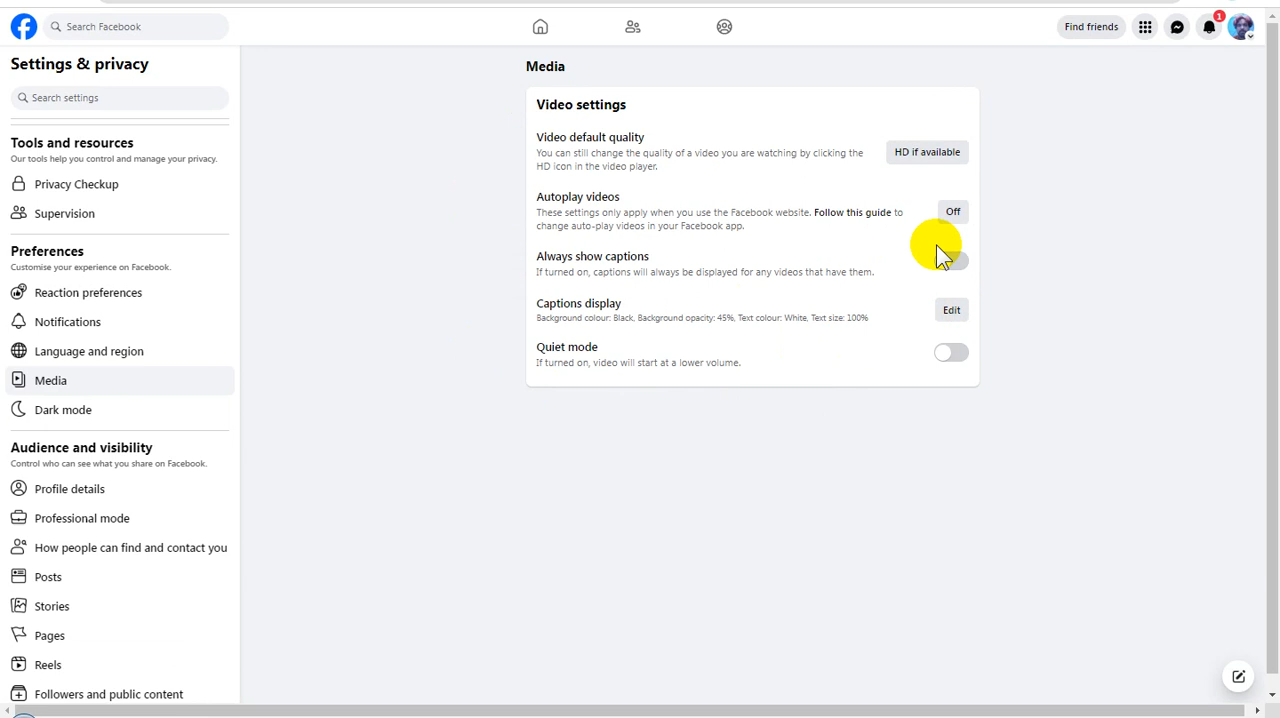 Search Facebook
Find friends
1
Settings & privacy
Search settings
Tools and resources
Our tools help you control and manage your privacy.
Privacy Checkup
Supervision
Preferences
Customise your experience on Facebook.
Reaction preferences
Notifications
Language and region
Media
Dark mode
Audience and visibility
Control who can see what you share on Facebook.
Profile details
Professional mode
How people can find and contact you
Posts
Stories
Pages
Reels
Followers and public content
Media
Video settings
Video default quality
You can still change the quality of a video you are watching by clicking the
HD icon in the video player.
HD if available
Autoplay videos
These settings only apply when you use the Facebook website. Follow this guide to
change auto-play videos in your Facebook app.
Off
Always show captions
If turned on, captions will always be displayed for any videos that have them.
Captions display
Background colour: Black, Background opacity: 45%, Text colour: White, Text size: 100%
Edit
Quiet mode
If turned on, video will start at a lower volume.